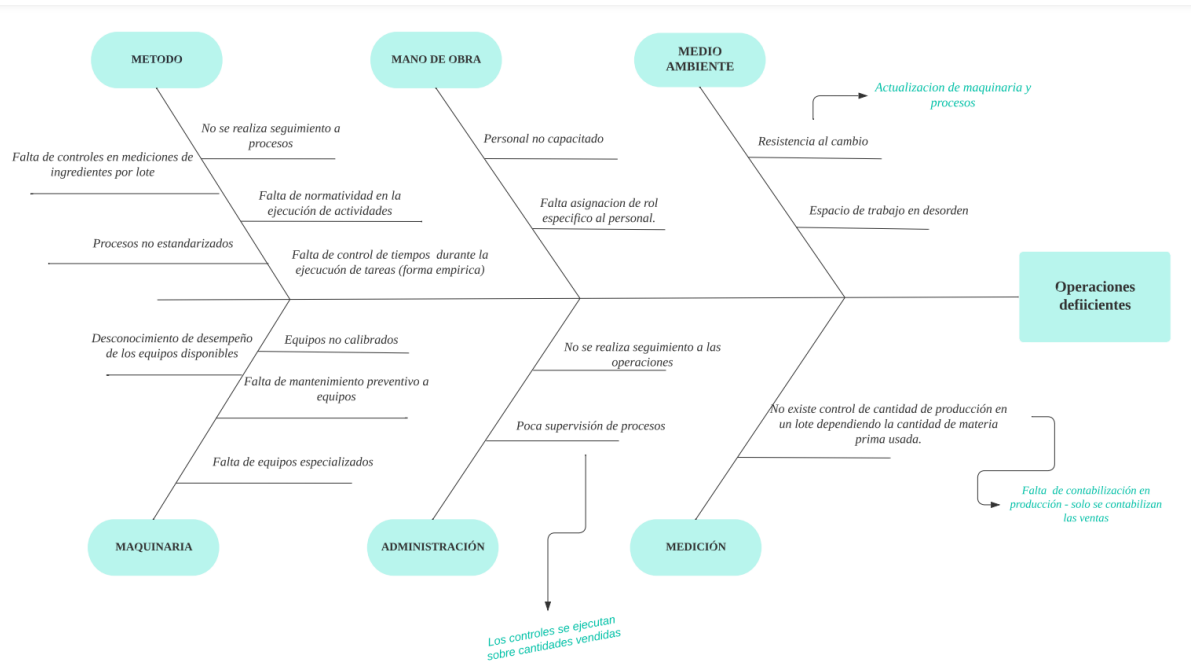 METODO
MANO DE OBRA
MEDIO
AMBIENTE
Actualizacion de maquinaria y
procesos
No se realiza seguimiento a
procesos
Personal no capacitado
Resistencia al cambio
Falta de controles en mediciones de
ingredientes por lote
Falta de normatividad en la
ejecución de actividades
Falta asignacion de rol
especifico al personal.
Espacio de trabajo en desorden
Procesos no estandarizados
Falta de control de tiempos durante la
ejecucuón de tareas (forma empirica)
Operaciones
defiicientes
Desconocimiento de desempeño
de los equipos disponibles
Equipos no calibrados
No se realiza seguimiento a las
operaciones
Falta de mantenimiento preventivo a
equipos
No existe control de cantidad de producción en
un lote dependiendo la cantidad de materia
prima usada.
Poca supervisión de procesos
Falta de equipos especializados
Falta de contabilización en
producción - solo se contabilizan
las ventas
MAQUINARIA
ADMINISTRACIÓN
MEDICIÓN
Los controles se ejecutan
sobre cantidades vendidas